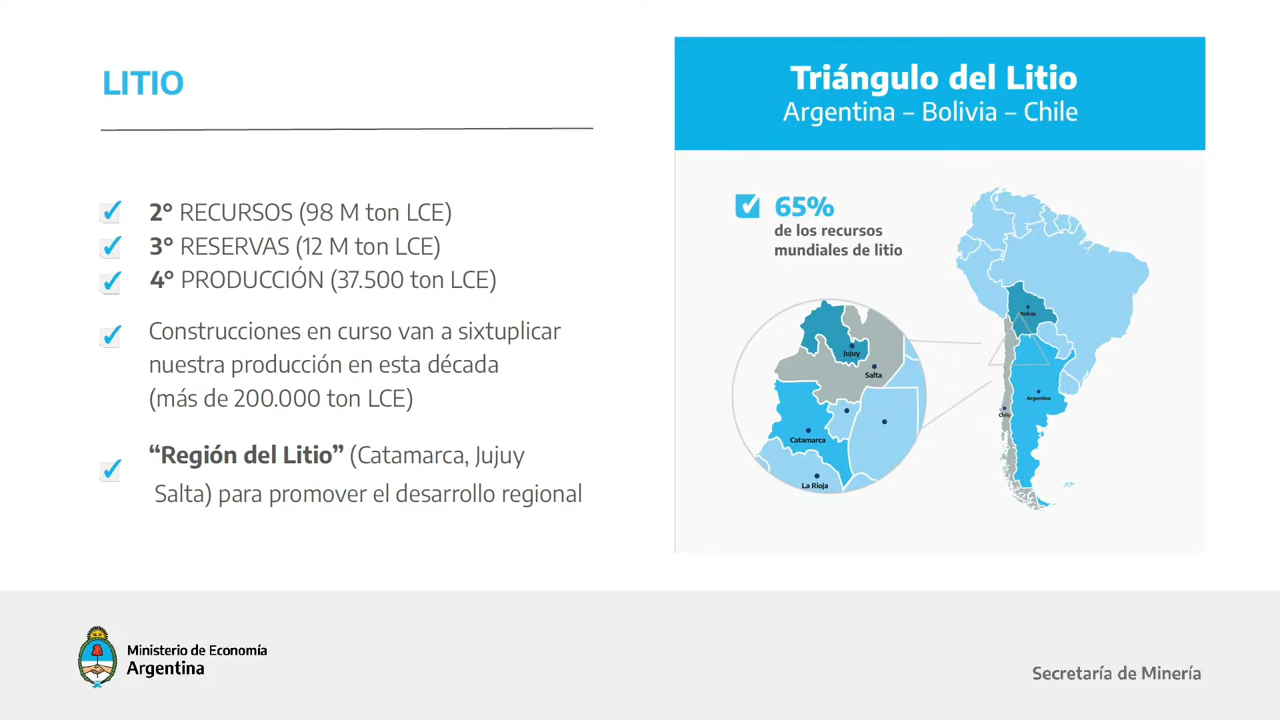 LITIO
2° RECURSOS (98 M ton LCE)
3° RESERVAS (12 M ton LCE)
4° PRODUCCIÓN (37.500 ton LCE)
Construcciones en curso van a sixtuplicar
nuestra producción en esta década
(más de 200.000 ton LCE)
“Región del Litio” (Catamarca, Jujuy
Salta) para promover el desarrollo regional
Triángulo del Litio
Argentina – Bolivia – Chile
65%
de los recursos
mundiales de litio
Bolivia
Argentina
Chile
Jujuy
Salta
Catamarca
La Rioja
Ministerio de Economía
Argentina
Secretaría de Minería